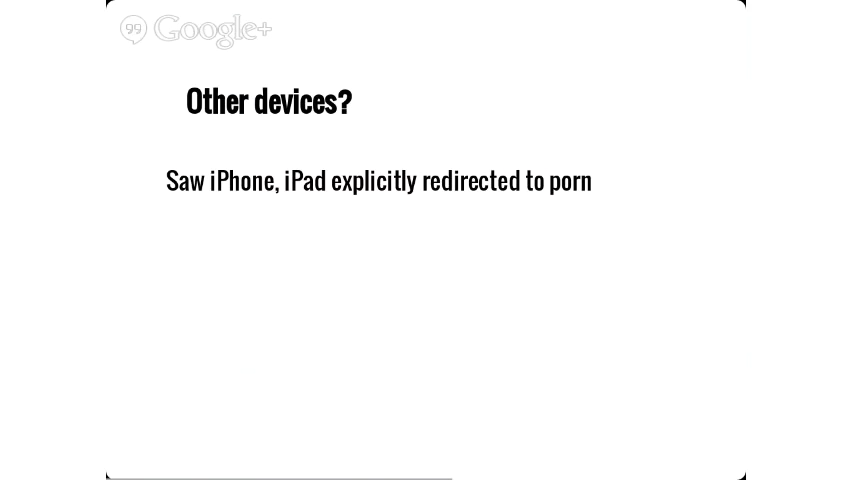 Google+
Other devices?
Saw iPhone, iPad explicitly redirected to porn